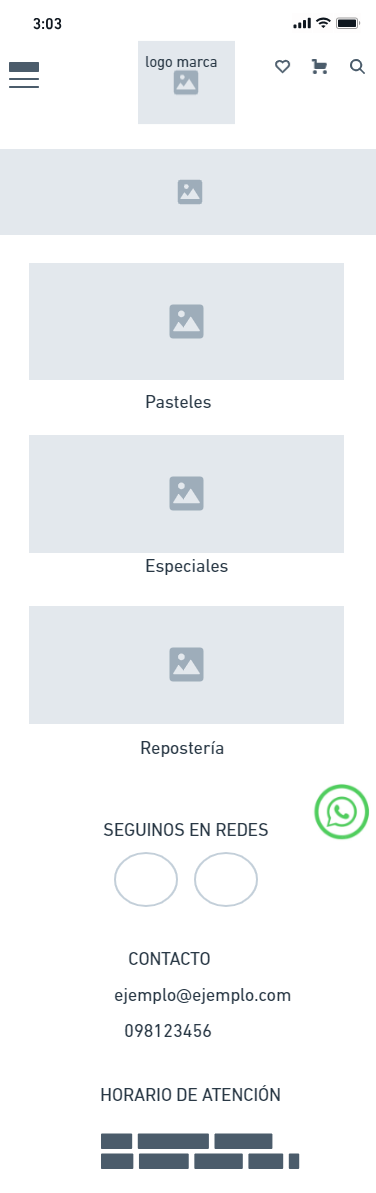 3:03
logo marca
Pasteles
Especiales
Repostería
SEGUINOS EN REDES
CONTACTO
ejemplo@ejemplo.com
098123456
HORARIO DE ATENCIÓN